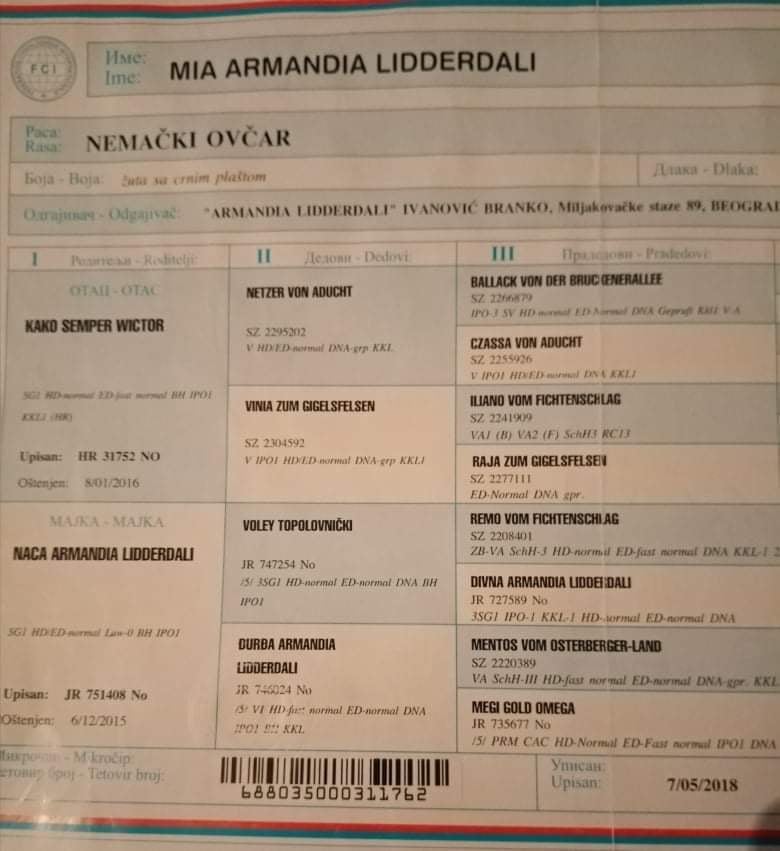 FCI
Име:
Ime:
MIA ARMANDIA LIDDERDALI
Раса:
Rasa:
NEMAČKI OVČAR
Боја - Boja: žuta sa crnim plaštom
Длака - Dlaka:
Одгајивач - Odgajivač: "ARMANDIA LIDDERDALI" IVANOVIĆ BRANKO, Miljakovačke staze 89, BEOGRAD
I Родитељи - Roditelji:
II Дедови - Dedovi:
III Прадедови - Pradedovi:
ОТАЦ - OTAC
KAKO SEMPER WICTOR
5G1 HD-normal ED-fast normal BH IPO1
KKL1 (HR)
Upisan: HR 31752 NO
Oštenjen: 8/01/2016
МАЈКА - MAJKA
NACA ARMANDIA LIDDERDALI
5G1 HD/ED-normal Law-0 BH IPO1
Upisan: JR 751408 No
Oštenjen: 6/12/2015
NETZER VON ADUCHT
SZ 2295202
V HD/ED-normal DNA-grp KKL
VINIA ZUM GIGELSFELSEN
SZ 2304592
V IPO1 HD/ED-normal DNA-grp KKL1
VOLEY TOPOLOVNIČKI
JR 747254 No
/5/ 3SG1 HD-normal ED-normal DNA BH
IPO1
ĐURĐA ARMANDIA
LIDDERDALI
JR 746024 No
/5/ V1 HD-fast normal ED-normal DNA
IPO1 BH KKL
BALLACK VON DER BRUC
SZ 2266879
IPO-3 SV HD-normal ED-Normal DNA Gepruft KKL1 V-A
CZASSA VON ADUCHT
SZ 2255926
V IPO1 HD/ED-normal DNA KKL1
ILIANO VOM FICHTENSCHLAG
SZ 2241909
VA1 (B) VA2 (F) SchH3 RC13
RAJA ZUM GIGELSFELSEN
SZ 2277111
ED-Normal DNA gpr.
REMO VOM FICHTENSCHLAG
SZ 2208401
ZB-VA SchH-3 HD-normal ED-fast normal DNA KKL-1 2
DIVNA ARMANDIA LIDDERDALI
JR 727589 No
3SG1 IPO-1 KKL-1 HD-normal ED-normal DNA
MENTOS VOM OSTERBERGER-LAND
SZ 2220389
VA SchH-III HD-fast normal ED-normal DNA-gpr. KKL
MEGI GOLD OMEGA
JR 735677 No
/5/ PRM CAC HD-Normal ED-Fast normal IPO1 DNA
Микрочип - Mikročip:
Тетовир број - Tetovir broj:
688035000311762
Уписан:
Upisan:
7/05/2018